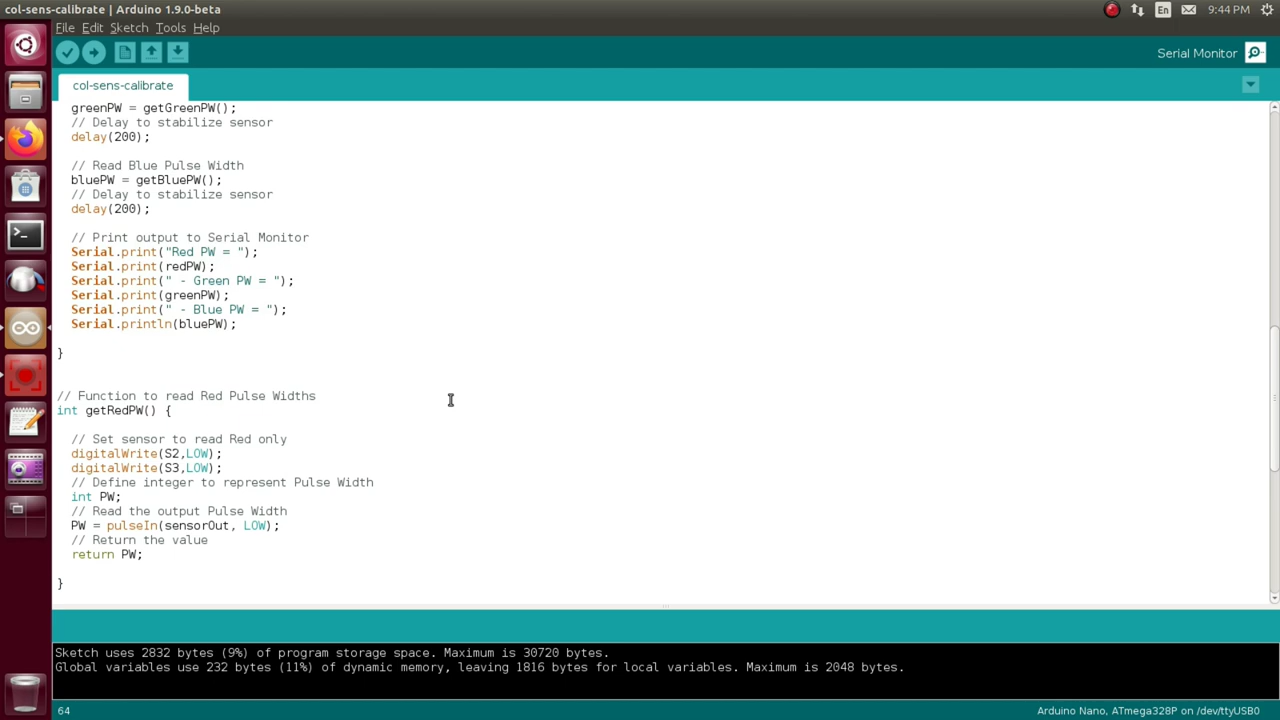 col-sens-calibrate | Arduino 1.9.0-beta
En
9:44 PM
File Edit Sketch Tools Help
Serial Monitor
col-sens-calibrate
greenPW = getGreenPW();
// Delay to stabilize sensor
delay(200);
// Read Blue Pulse Width
bluePW = getBluePW();
// Delay to stabilize sensor
delay(200);
// Print output to Serial Monitor
Serial.print("Red PW = ");
Serial.print(redPW);
Serial.print(" - Green PW = ");
Serial.print(greenPW);
Serial.print(" - Blue PW = ");
Serial.println(bluePW);
}
// Function to read Red Pulse Widths
int getRedPW() {
// Set sensor to read Red only
digitalWrite(S2,LOW);
digitalWrite(S3,LOW);
// Define integer to represent Pulse Width
int PW;
// Read the output Pulse Width
PW = pulseIn(sensorOut, LOW);
// Return the value
return PW;
}
Sketch uses 2832 bytes (9%) of program storage space. Maximum is 30720 bytes.
Global variables use 232 bytes (11%) of dynamic memory, leaving 1816 bytes for local variables. Maximum is 2048 bytes.
64
Arduino Nano, ATmega328P on /dev/ttyUSB0